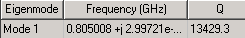 Eigenmode Frequency (GHz) Q
Mode 1 0.805008 +j 2.99721e-... 13429.3